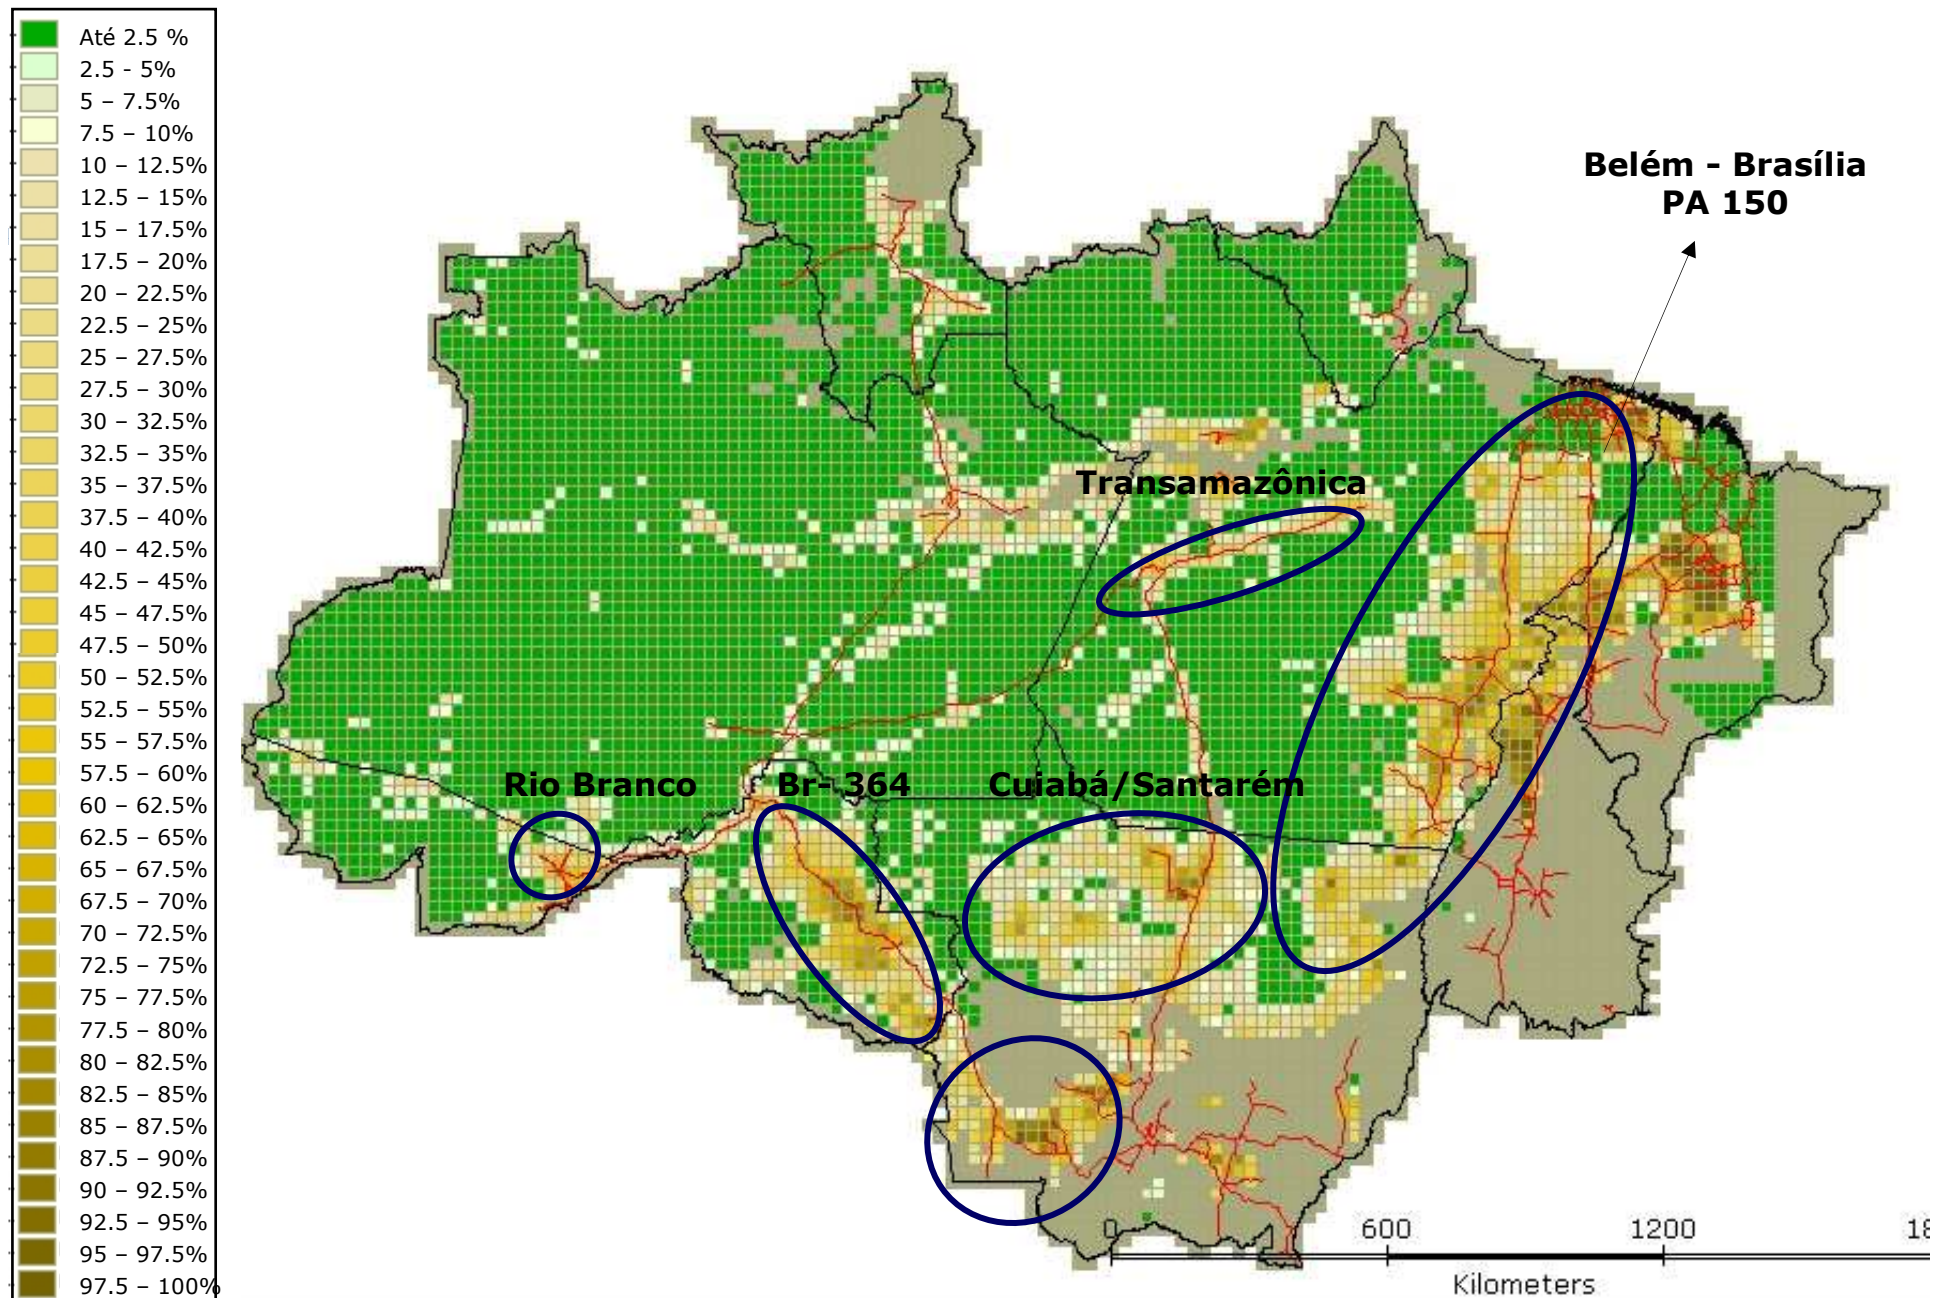 Até 2.5 %
2.5 - 5%
5 – 7.5%
7.5 – 10%
10 – 12.5%
12.5 – 15%
15 – 17.5%
17.5 – 20%
20 – 22.5%
22.5 – 25%
25 – 27.5%
27.5 – 30%
30 – 32.5%
32.5 – 35%
35 – 37.5%
37.5 – 40%
40 – 42.5%
42.5 – 45%
45 – 47.5%
47.5 – 50%
50 – 52.5%
52.5 – 55%
55 – 57.5%
57.5 – 60%
60 – 62.5%
62.5 – 65%
65 – 67.5%
67.5 – 70%
70 – 72.5%
72.5 – 75%
75 – 77.5%
77.5 – 80%
80 – 82.5%
82.5 – 85%
85 – 87.5%
87.5 – 90%
90 – 92.5%
92.5 – 95%
95 – 97.5%
97.5 – 100%
Belém - Brasília
PA 150
Transamazônica
Rio Branco
Br- 364
Cuiabá/Santarém
0 600 1200
Kilometers